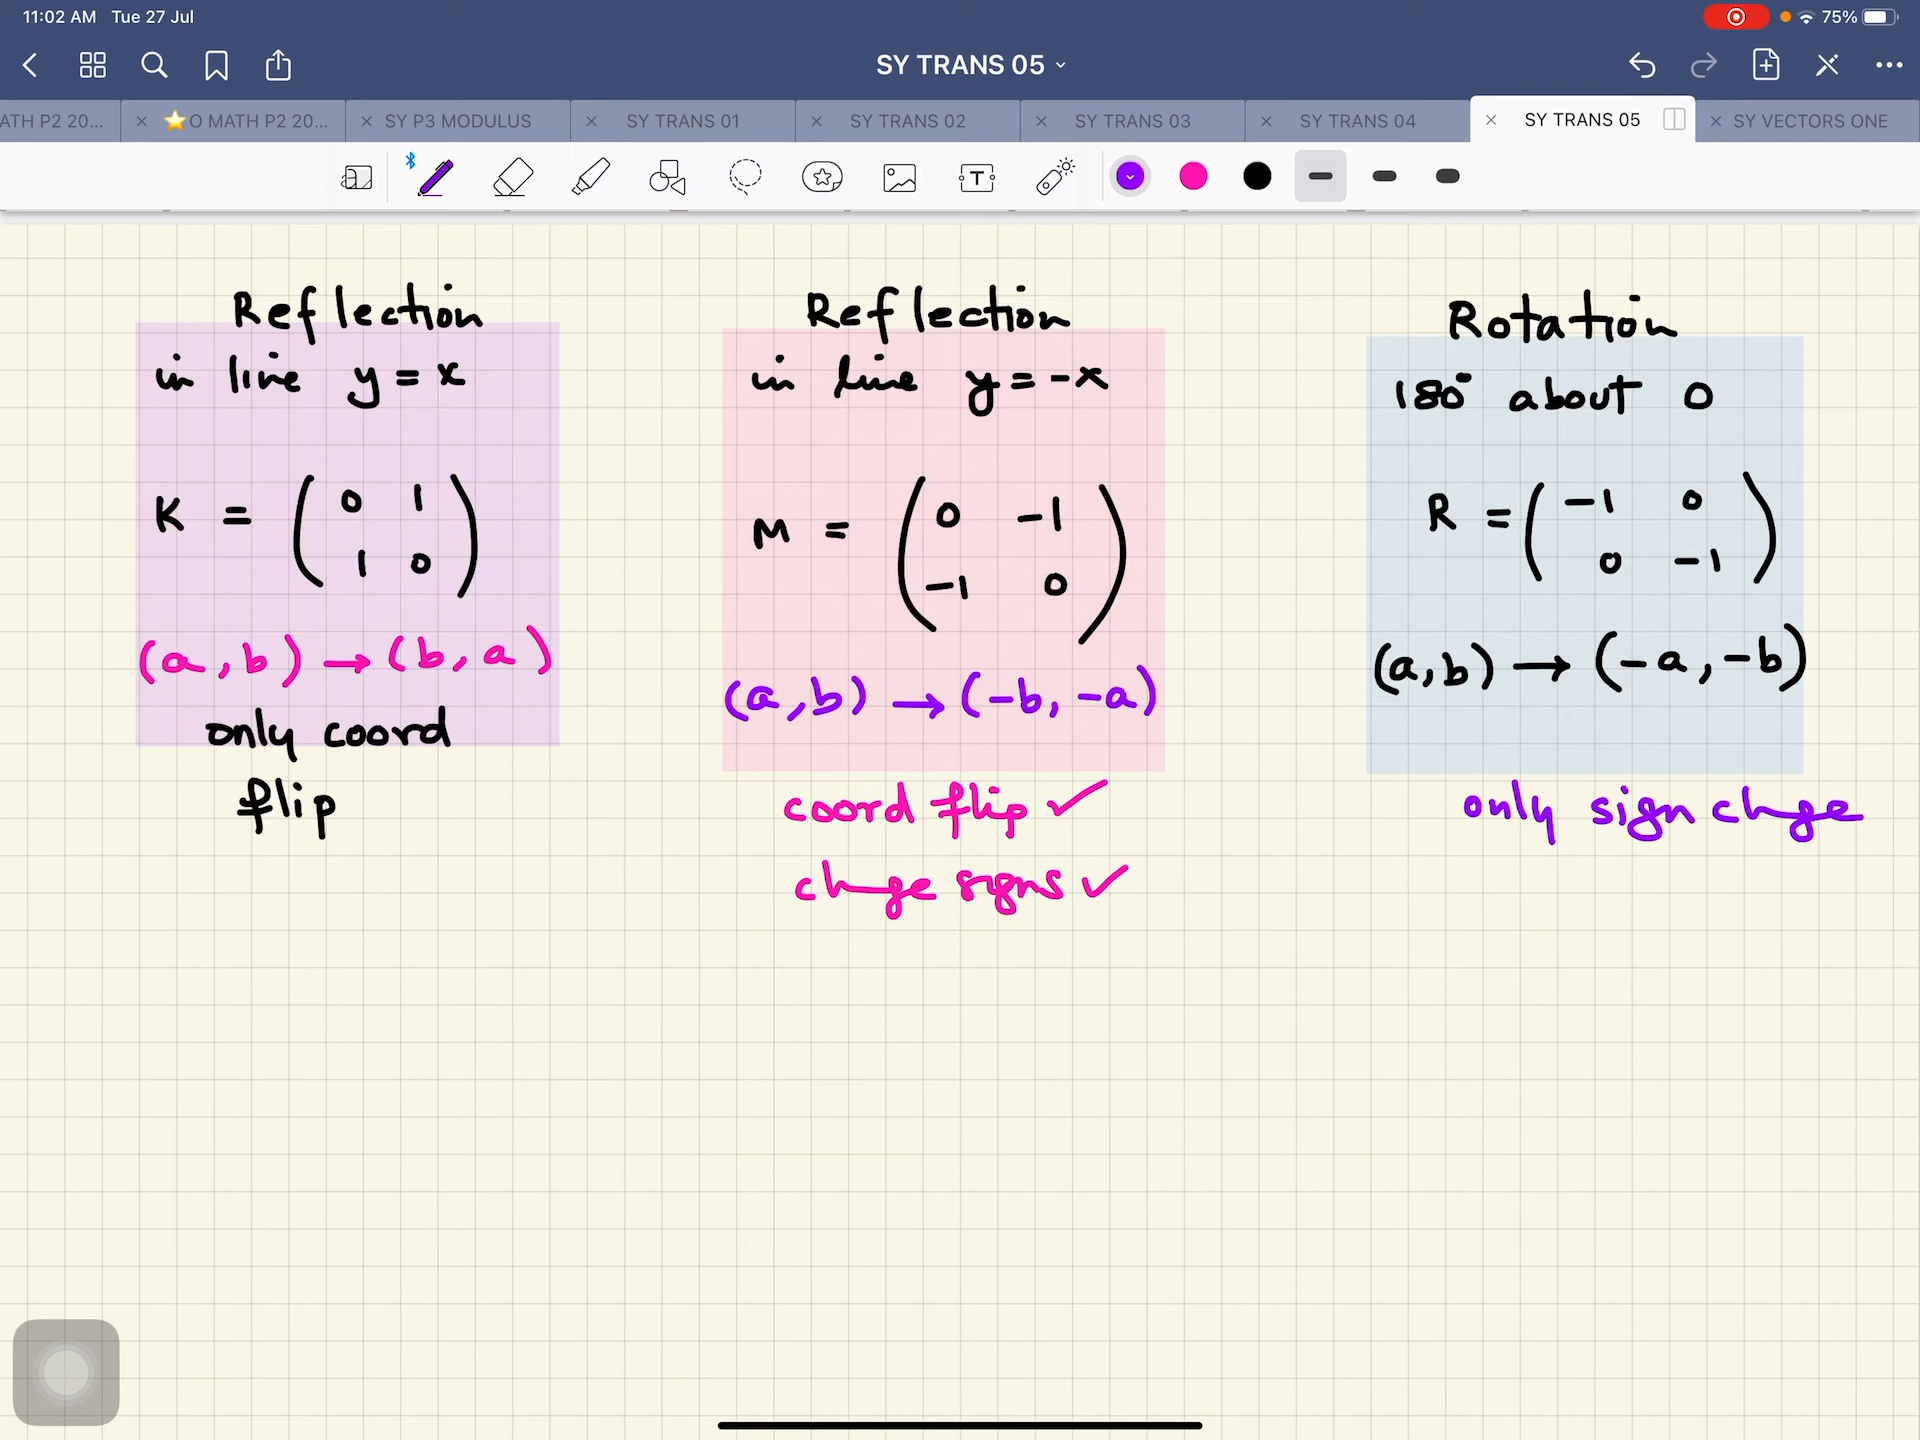 11:02 AM Tue 27 Jul
75%
SY TRANS 05
ATH P2 20...
⭐O MATH P2 20...
SY P3 MODULUS
SY TRANS 01
SY TRANS 02
SY TRANS 03
SY TRANS 04
SY TRANS 05
SY VECTORS ONE
Reflection
in line y = x
K = ( 0 1
1 0 )
(a,b) → (b,a)
only coord
flip
Reflection
in line y = -x
M = ( 0 -1
-1 0 )
(a,b) → (-b,-a)
coord flip ✓
chnge signs ✓
Rotation
180° about 0
R = ( -1 0
0 -1 )
(a,b) → (-a,-b)
only sign chnge